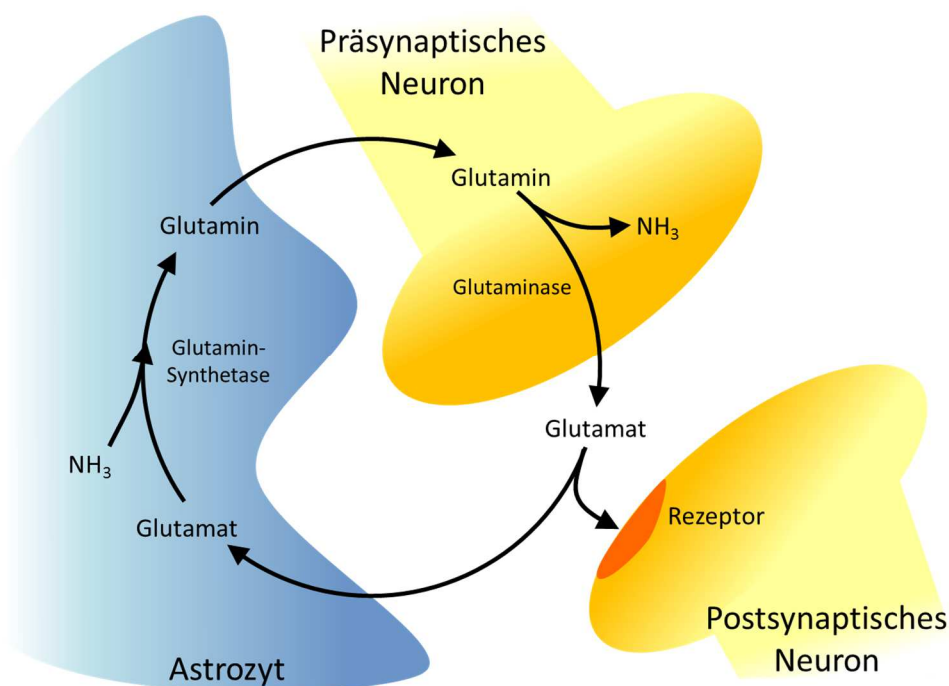 Präsynaptisches
Neuron
Glutamin
NH₃
Glutaminase
Glutamin
Glutamin-
Synthetase
NH₃
Glutamat
Glutamat
Rezeptor
Postsynaptisches
Neuron
Astrozyt